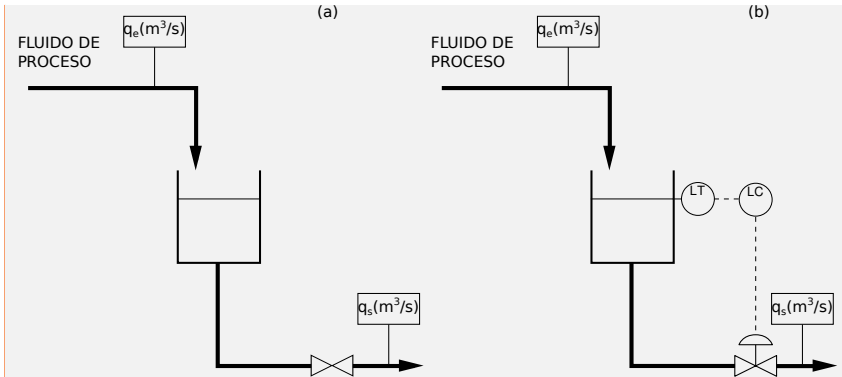 (a)
qₑ(m³/s)
FLUIDO DE
PROCESO
qₛ(m³/s)
(b)
qₑ(m³/s)
FLUIDO DE
PROCESO
LT
LC
qₛ(m³/s)